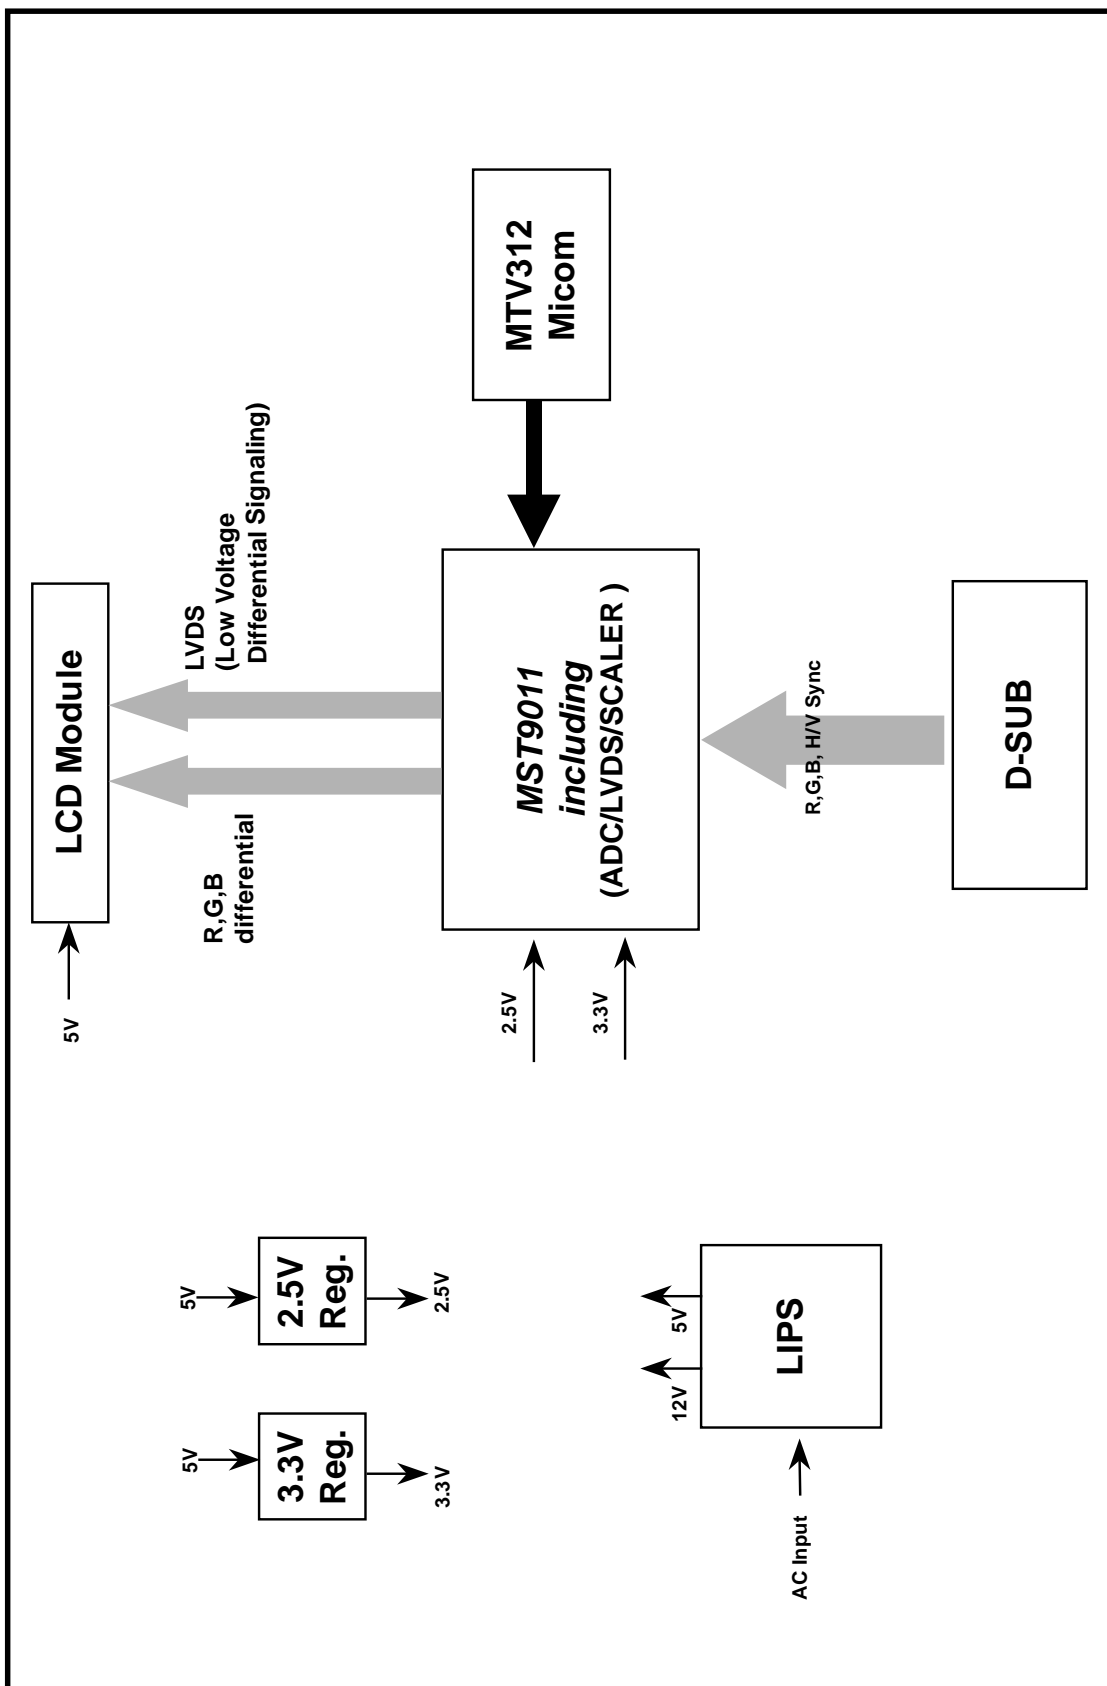 MTV312
Micom
LVDS
(Low Voltage
Differential Signaling)
LCD Module
R,G,B
differential
5V
MST9011
including
(ADC/LVDS/SCALER )
2.5V
3.3V
R,G,B, H/V Sync
D-SUB
5V
2.5V
Reg.
2.5V
5V
3.3V
Reg.
3.3V
5V
12V
LIPS
AC Input